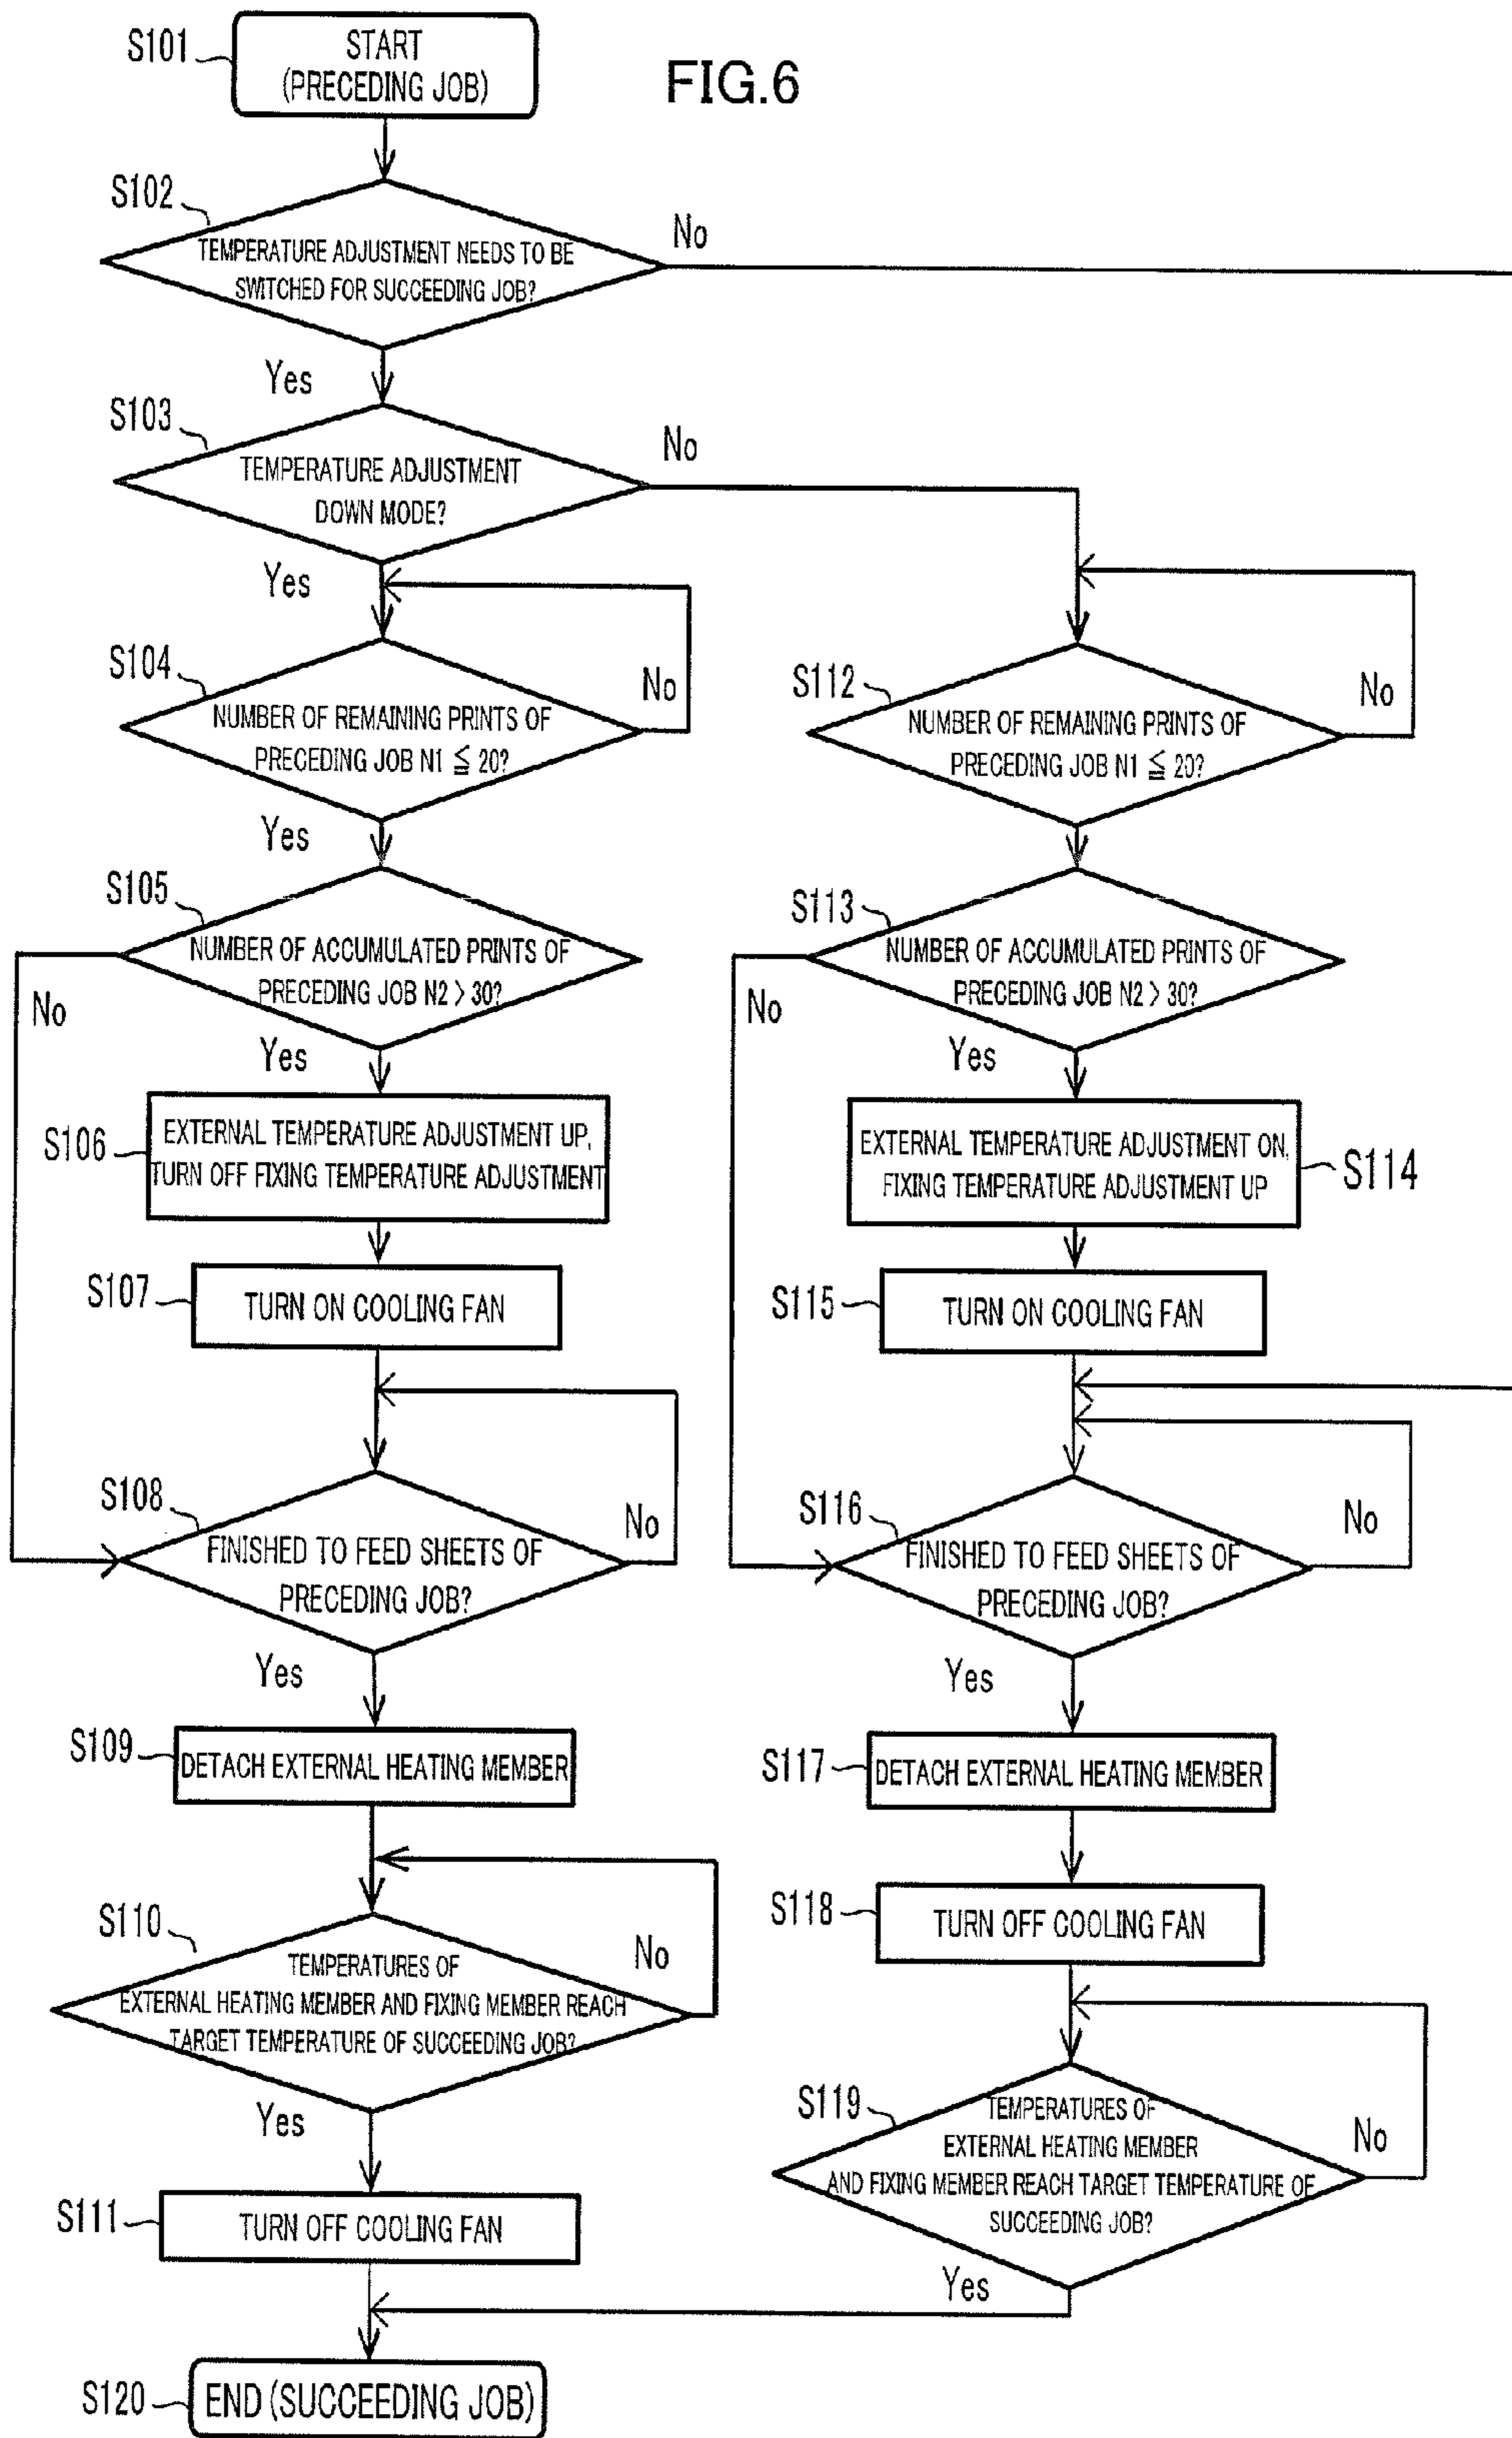 FIG.6
S101
START
(PRECEDING JOB)
S102
TEMPERATURE ADJUSTMENT NEEDS TO BE
SWITCHED FOR SUCCEEDING JOB?
No
Yes
S103
TEMPERATURE ADJUSTMENT
DOWN MODE?
No
Yes
S104
NUMBER OF REMAINING PRINTS OF
PRECEDING JOB N1 ≦ 20?
No
Yes
S105
NUMBER OF ACCUMULATED PRINTS OF
PRECEDING JOB N2 > 30?
No
Yes
S106
EXTERNAL TEMPERATURE ADJUSTMENT UP,
TURN OFF FIXING TEMPERATURE ADJUSTMENT
S107
TURN ON COOLING FAN
S108
FINISHED TO FEED SHEETS OF
PRECEDING JOB?
No
Yes
S109
DETACH EXTERNAL HEATING MEMBER
S110
TEMPERATURES OF
EXTERNAL HEATING MEMBER AND FIXING MEMBER REACH
TARGET TEMPERATURE OF SUCCEEDING JOB?
No
Yes
S111
TURN OFF COOLING FAN
S112
NUMBER OF REMAINING PRINTS OF
PRECEDING JOB N1 ≦ 20?
No
S113
NUMBER OF ACCUMULATED PRINTS OF
PRECEDING JOB N2 > 30?
No
Yes
EXTERNAL TEMPERATURE ADJUSTMENT ON,
FIXING TEMPERATURE ADJUSTMENT UP
S114
S115
TURN ON COOLING FAN
S116
FINISHED TO FEED SHEETS OF
PRECEDING JOB?
No
Yes
S117
DETACH EXTERNAL HEATING MEMBER
S118
TURN OFF COOLING FAN
S119
TEMPERATURES OF
EXTERNAL HEATING MEMBER
AND FIXING MEMBER REACH TARGET TEMPERATURE OF
SUCCEEDING JOB?
No
Yes
S120
END (SUCCEEDING JOB)